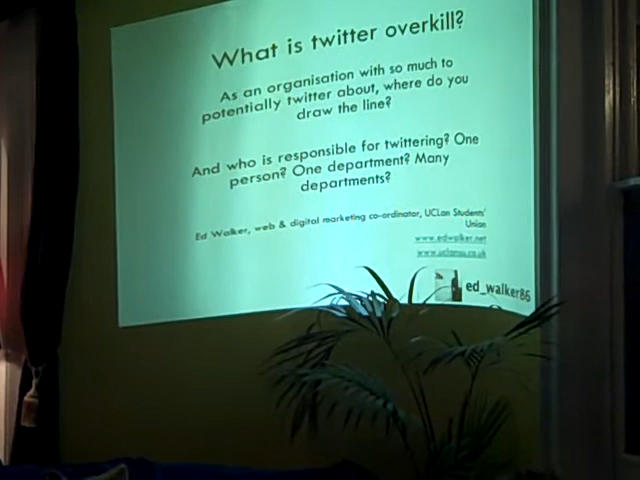 What is twitter overkill?
As an organisation with so much to
potentially twitter about, where do you
draw the line?
And who is responsible for twittering? One
person? One department? Many
departments?
Ed Walker, web & digital marketing co-ordinator, UCLan Students'
Union
www.edwalker.net
www.uclansu.co.uk
ed_walker86